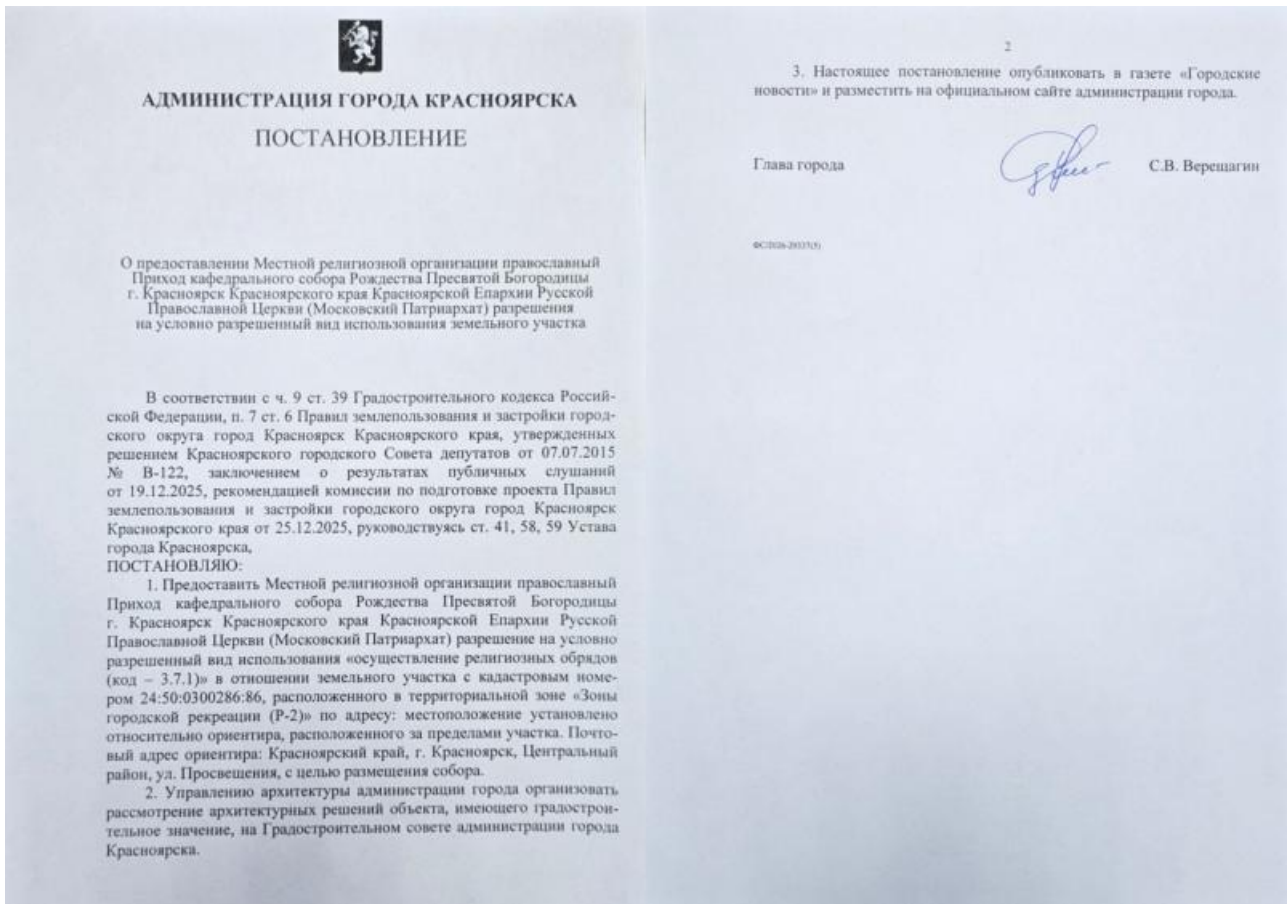 АДМИНИСТРАЦИЯ ГОРОДА КРАСНОЯРСКА
ПОСТАНОВЛЕНИЕ
О предоставлении Местной религиозной организации православный
Приход кафедрального собора Рождества Пресвятой Богородицы
г. Красноярск Красноярского края Красноярской Епархии Русской
Православной Церкви (Московский Патриархат) разрешения
на условно разрешенный вид использования земельного участка
В соответствии с ч. 9 ст. 39 Градостроительного кодекса Россий-
ской Федерации, п. 7 ст. 6 Правил землепользования и застройки город-
ского округа город Красноярск Красноярского края, утвержденных
решением Красноярского городского Совета депутатов от 07.07.2015
№ В-122, заключением о результатах публичных слушаний
от 19.12.2025, рекомендацией комиссии по подготовке проекта Правил
землепользования и застройки городского округа город Красноярск
Красноярского края от 25.12.2025, руководствуясь ст. 41, 58, 59 Устава
города Красноярска,
ПОСТАНОВЛЯЮ:
1. Предоставить Местной религиозной организации православный
Приход кафедрального собора Рождества Пресвятой Богородицы
г. Красноярск Красноярского края Красноярской Епархии Русской
Православной Церкви (Московский Патриархат) разрешение на условно
разрешенный вид использования «осуществление религиозных обрядов
(код – 3.7.1)» в отношении земельного участка с кадастровым номе-
ром 24:50:0300286:86, расположенного в территориальной зоне «Зоны
городской рекреации (Р-2)» по адресу: местоположение установлено
относительно ориентира, расположенного за пределами участка. Почто-
вый адрес ориентира: Красноярский край, г. Красноярск, Центральный
район, ул. Просвещения, с целью размещения собора.
2. Управлению архитектуры администрации города организовать
рассмотрение архитектурных решений объекта, имеющего градострои-
тельное значение, на Градостроительном совете администрации города
Красноярска.
2
3. Настоящее постановление опубликовать в газете «Городские
новости» и разместить на официальном сайте администрации города.
Глава города С.В. Верещагин